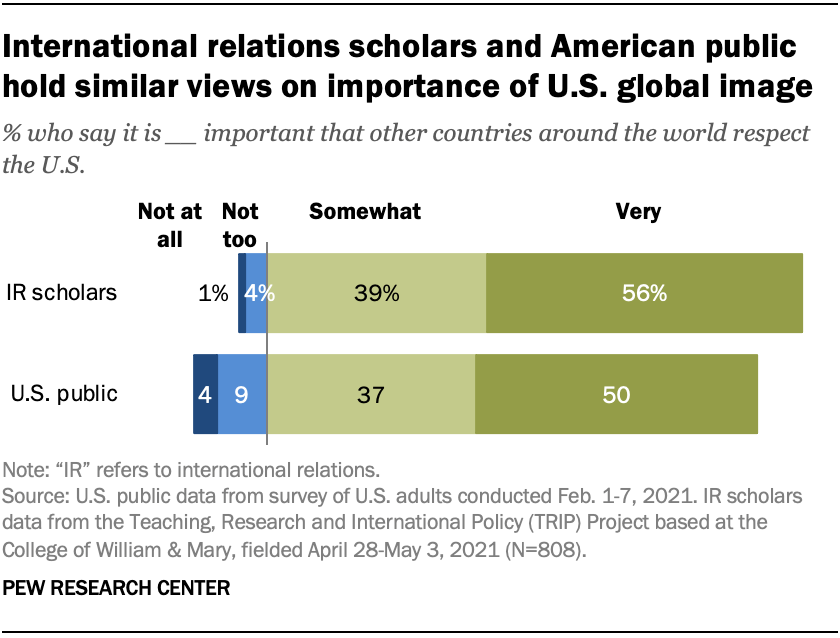 International relations scholars and American public
hold similar views on importance of U.S. global image
% who say it is __ important that other countries around the world respect
the U.S.
Not at all Not too Somewhat Very
IR scholars 1% 4% 39% 56%
U.S. public 4 9 37 50
Note: “IR” refers to international relations.
Source: U.S. public data from survey of U.S. adults conducted Feb. 1-7, 2021. IR scholars
data from the Teaching, Research and International Policy (TRIP) Project based at the
College of William & Mary, fielded April 28-May 3, 2021 (N=808).
PEW RESEARCH CENTER